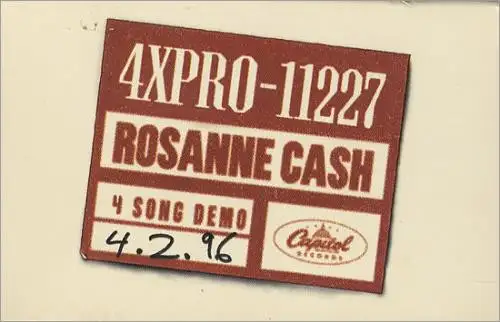 4XPRO-11227
ROSANNE CASH
4 SONG DEMO
4.2.96
Capitol
RECORDS